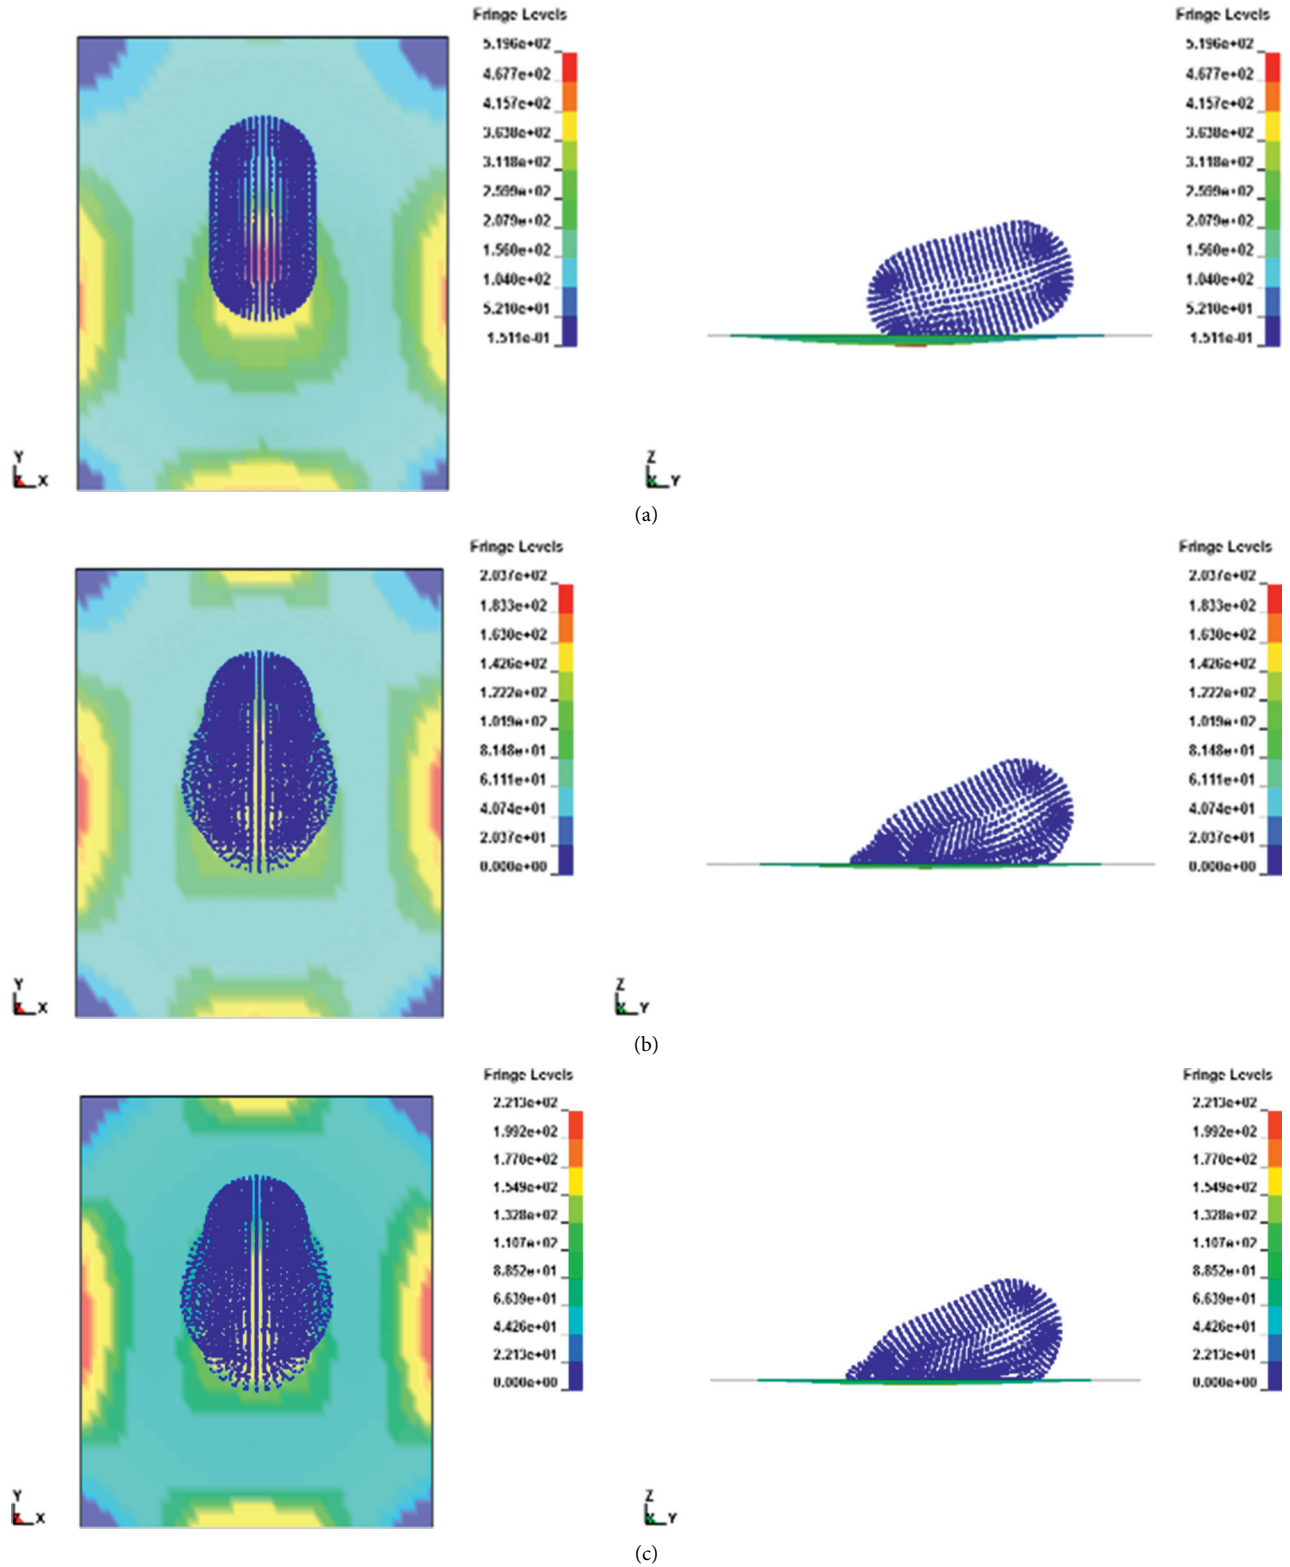 Fringe Levels
5.196e+02
4.677e+02
4.157e+02
3.638e+02
3.118e+02
2.599e+02
2.079e+02
1.560e+02
1.040e+02
5.210e+01
1.511e-01
Y
Z X
Fringe Levels
5.196e+02
4.677e+02
4.157e+02
3.638e+02
3.118e+02
2.599e+02
2.079e+02
1.560e+02
1.040e+02
5.210e+01
1.511e-01
Z
X Y
(a)
Fringe Levels
2.037e+02
1.833e+02
1.630e+02
1.426e+02
1.222e+02
1.019e+02
8.148e+01
6.111e+01
4.074e+01
2.037e+01
0.000e+00
Y
Z X
Fringe Levels
2.037e+02
1.833e+02
1.630e+02
1.426e+02
1.222e+02
1.019e+02
8.148e+01
6.111e+01
4.074e+01
2.037e+01
0.000e+00
Z
X Y
(b)
Fringe Levels
2.213e+02
1.992e+02
1.770e+02
1.549e+02
1.328e+02
1.107e+02
8.852e+01
6.639e+01
4.426e+01
2.213e+01
0.000e+00
Y
Z X
Fringe Levels
2.213e+02
1.992e+02
1.770e+02
1.549e+02
1.328e+02
1.107e+02
8.852e+01
6.639e+01
4.426e+01
2.213e+01
0.000e+00
Z
X Y
(c)